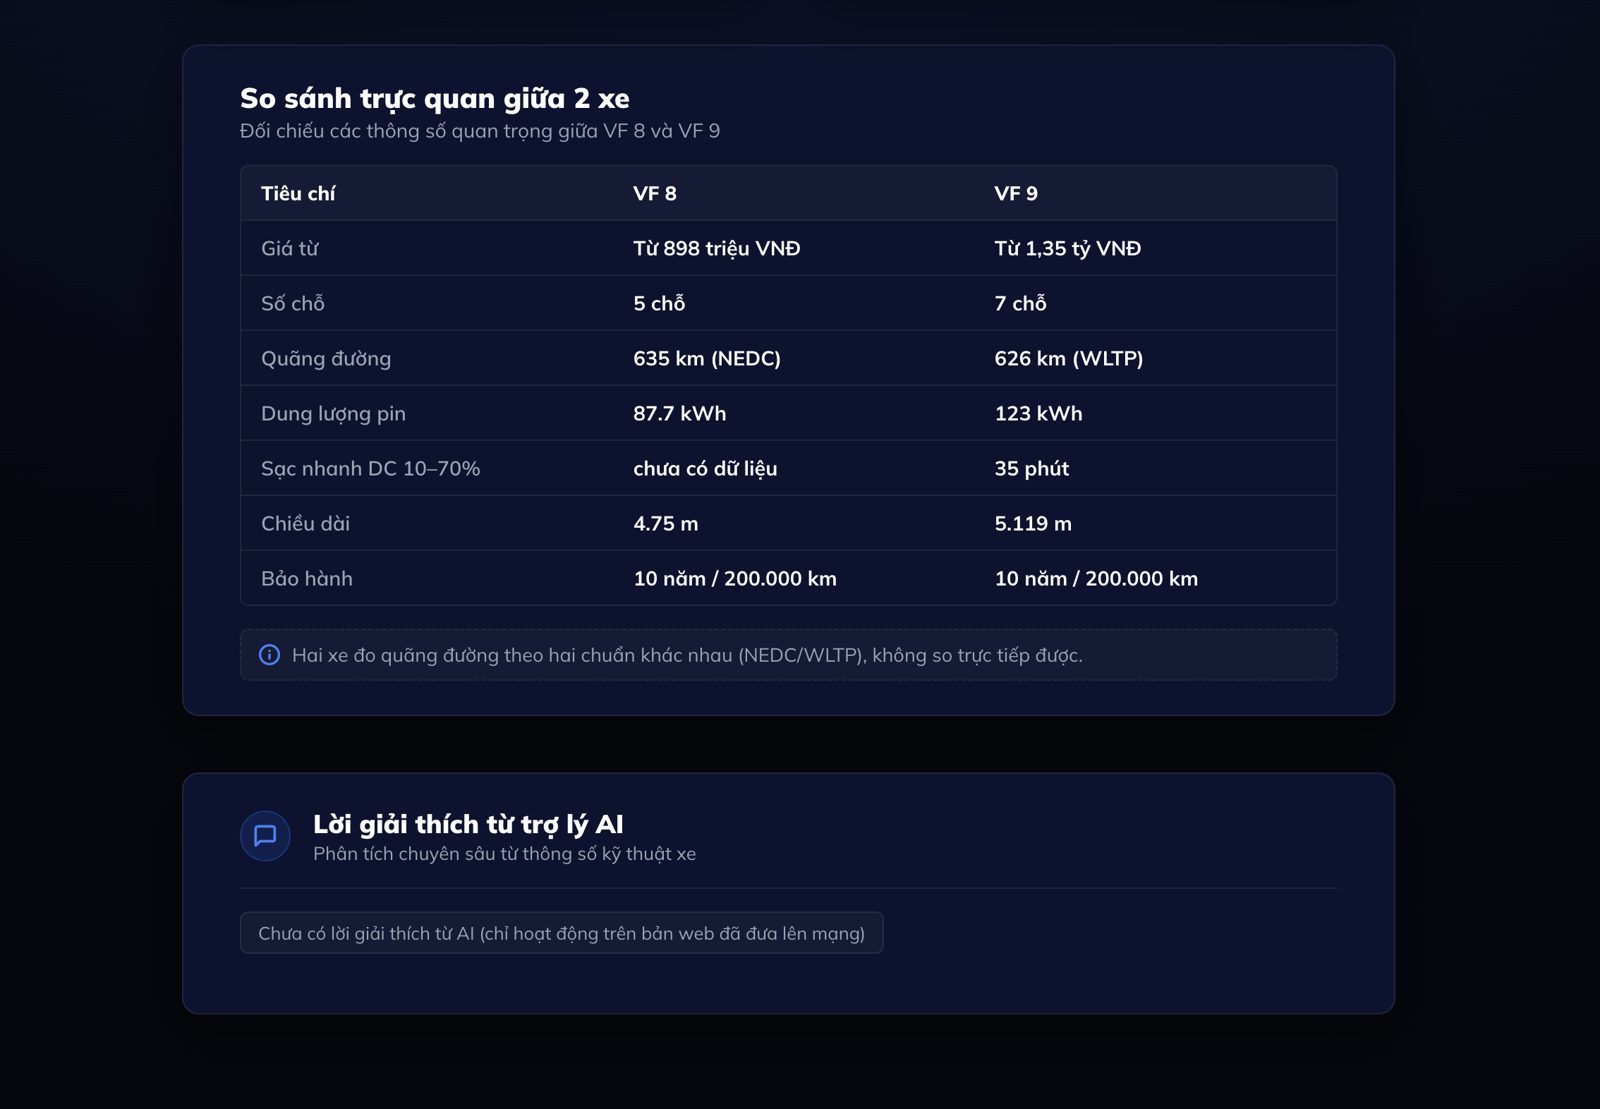 So sánh trực quan giữa 2 xe
Đối chiếu các thông số quan trọng giữa VF 8 và VF 9
Tiêu chí VF 8 VF 9
Giá từ Từ 898 triệu VNĐ Từ 1,35 tỷ VNĐ
Số chỗ 5 chỗ 7 chỗ
Quãng đường 635 km (NEDC) 626 km (WLTP)
Dung lượng pin 87.7 kWh 123 kWh
Sạc nhanh DC 10–70% chưa có dữ liệu 35 phút
Chiều dài 4.75 m 5.119 m
Bảo hành 10 năm / 200.000 km 10 năm / 200.000 km
Hai xe đo quãng đường theo hai chuẩn khác nhau (NEDC/WLTP), không so trực tiếp được.
Lời giải thích từ trợ lý AI
Phân tích chuyên sâu từ thông số kỹ thuật xe
Chưa có lời giải thích từ AI (chỉ hoạt động trên bản web đã đưa lên mạng)